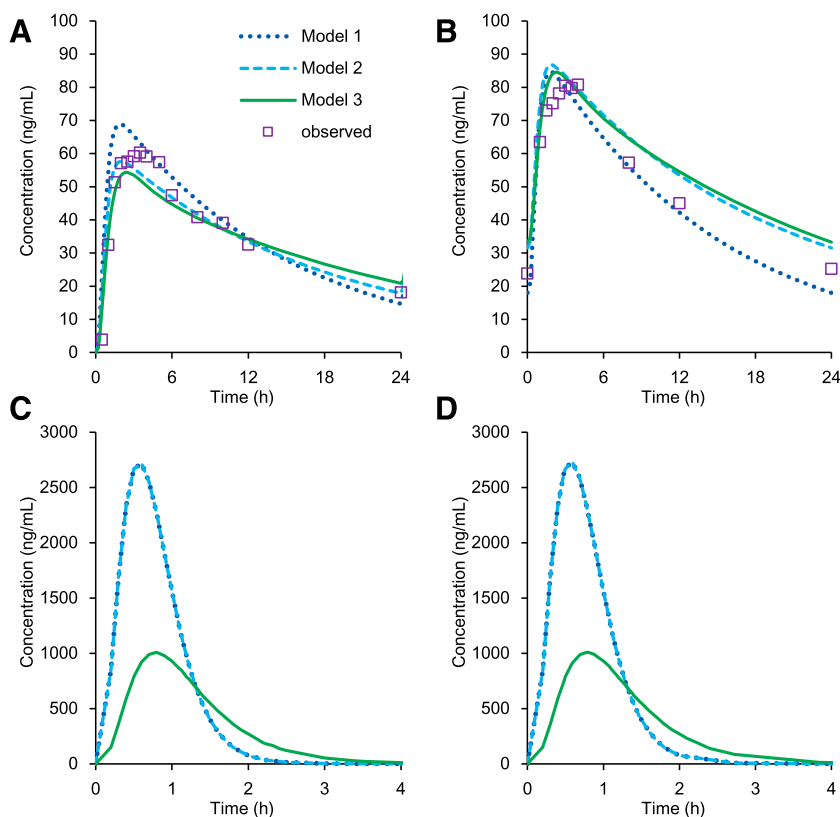 A
Concentration (ng/mL)
100
90
80
70
60
50
40
30
20
10
0
0 6 12 18 24
Time (h)
Model 1
Model 2
Model 3
observed
B
Concentration (ng/mL)
100
90
80
70
60
50
40
30
20
10
0
0 6 12 18 24
Time (h)
C
Concentration (ng/mL)
3000
2500
2000
1500
1000
500
0
0 1 2 3 4
Time (h)
D
Concentration (ng/mL)
3000
2500
2000
1500
1000
500
0
0 1 2 3 4
Time (h)